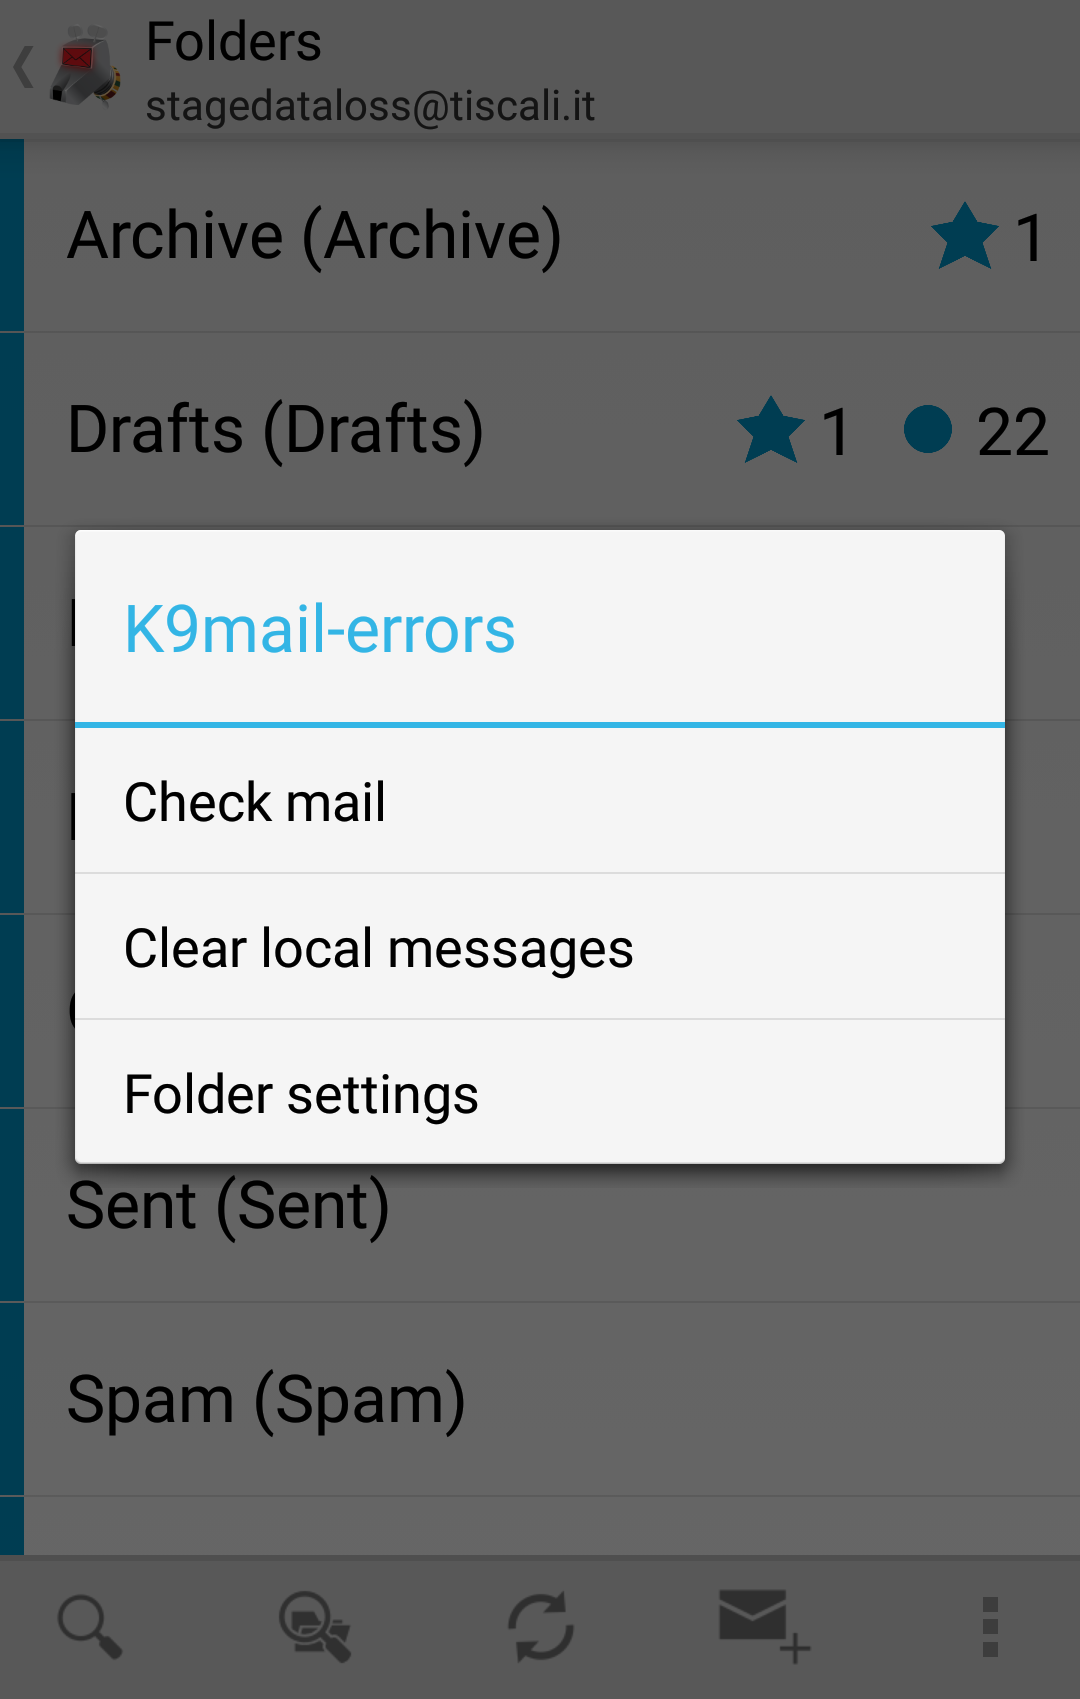 Folders
stagedataloss@tiscali.it
Archive (Archive)
1
Drafts (Drafts)
1
22
K9mail-errors
Check mail
Clear local messages
Folder settings
Sent (Sent)
Spam (Spam)